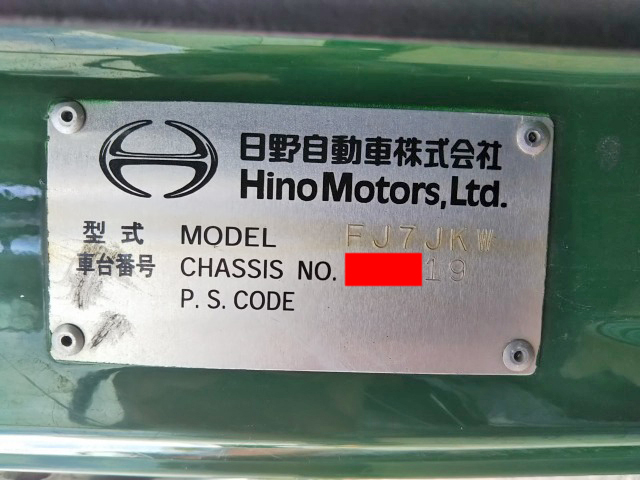 日野自動車株式会社
Hino Motors, Ltd.
型式 MODEL FJ7JKW
車台番号 CHASSIS NO. 19
P.S.CODE